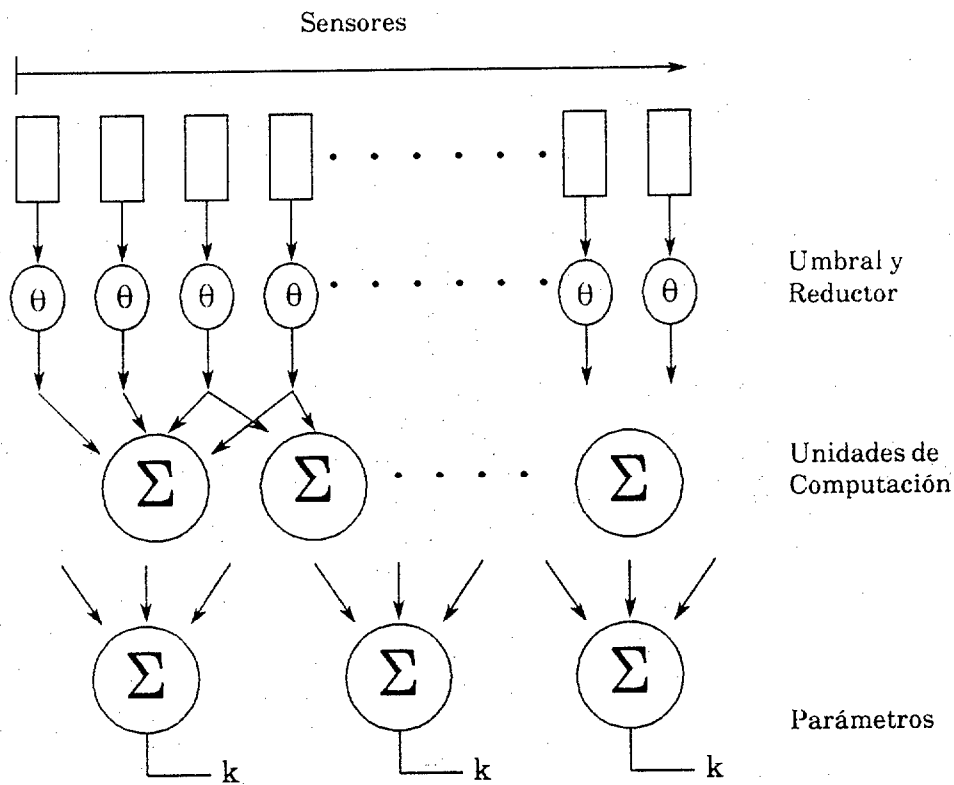 Sensores
θ θ θ θ θ θ
Umbral y
Reductor
Σ Σ Σ
Unidades de
Computación
Σ Σ Σ
Parámetros
k k k